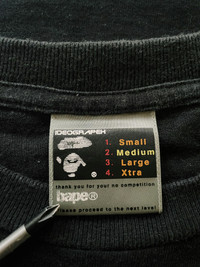 IDEOGRAPEH
1. Small
2. Medium
3. Large
4. Xtra
®
thank you for your no competition
bape®
please proceed to the next level